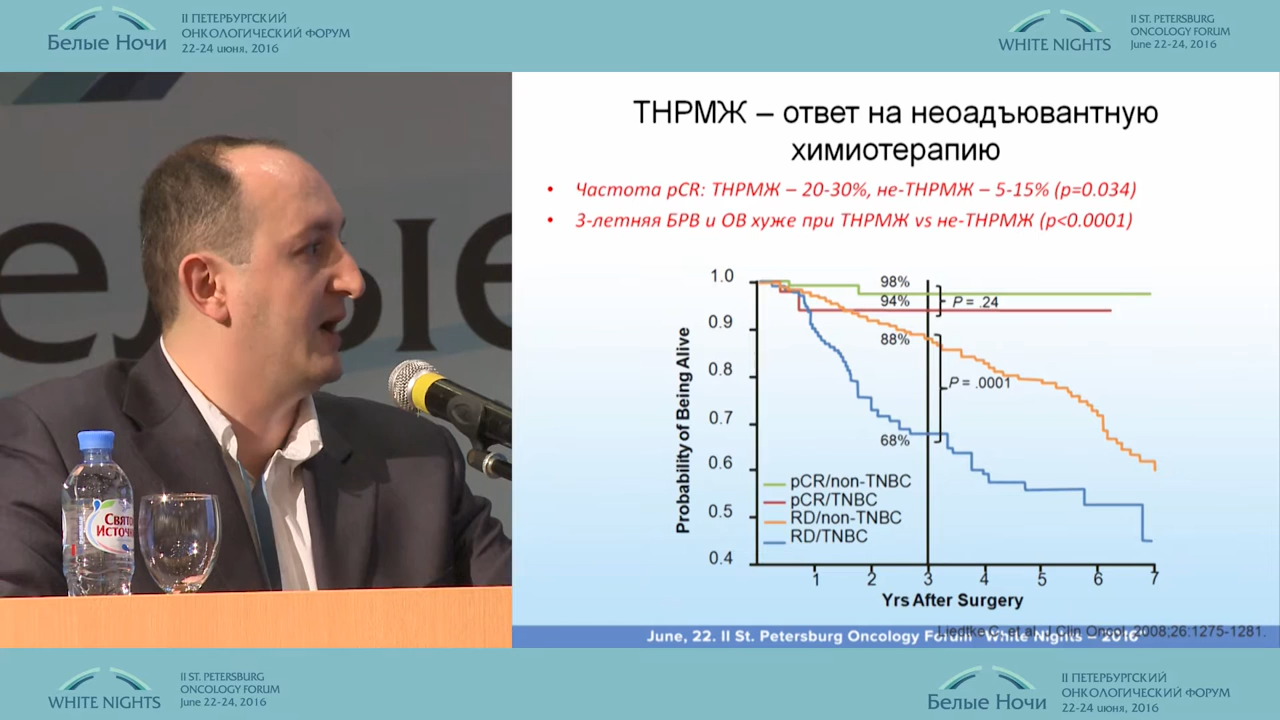 Белые Ночи
II ПЕТЕРБУРГСКИЙ
ОНКОЛОГИЧЕСКИЙ ФОРУМ
22-24 июня, 2016
WHITE NIGHTS
II ST. PETERSBURG
ONCOLOGY FORUM
June 22-24, 2016
ТНРМЖ – ответ на неоадъювантную
химиотерапию
• Частота pCR: ТНРМЖ – 20-30%, не-ТНРМЖ – 5-15% (p=0.034)
• 3-летняя БРВ и ОВ хуже при ТНРМЖ vs не-ТНРМЖ (p<0.0001)
Probability of Being Alive
1.0
0.9
0.8
0.7
0.6
0.5
0.4
98%
94%
P = .24
88%
P = .0001
68%
pCR/non-TNBC
pCR/TNBC
RD/non-TNBC
RD/TNBC
1 2 3 4 5 6 7
Yrs After Surgery
Liedtke C, et al. J Clin Oncol. 2008;26:1275-1281.
June, 22. II St. Petersburg Oncology Forum "White Nights – 2016"
елые
Святой
Источник
WHITE NIGHTS
II ST. PETERSBURG
ONCOLOGY FORUM
June 22-24, 2016
Белые Ночи
II ПЕТЕРБУРГСКИЙ
ОНКОЛОГИЧЕСКИЙ ФОРУМ
22-24 июня, 2016